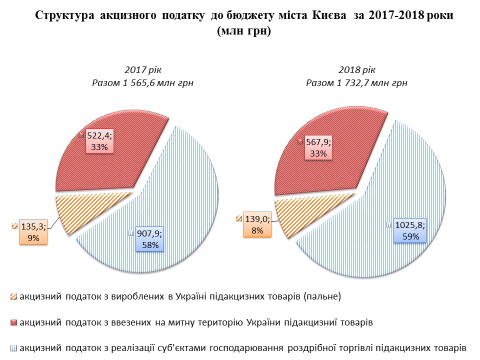 Структура акцизного податку до бюджету міста Києва за 2017-2018 роки
(млн грн)
2017 рік
Разом 1 565,6 млн грн
2018 рік
Разом 1 732,7 млн грн
522,4;
33%
135,3;
9%
907,9;
58%
567,9;
33%
139,0;
8%
1025,8;
59%
акцизний податок з вироблених в Україні підакцизних товарів (пальне)
акцизний податок з ввезених на митну територію України підакцизної товарів
акцизний податок з реалізації суб'єктами господарювання роздрібної торгівлі підакцизних товарів